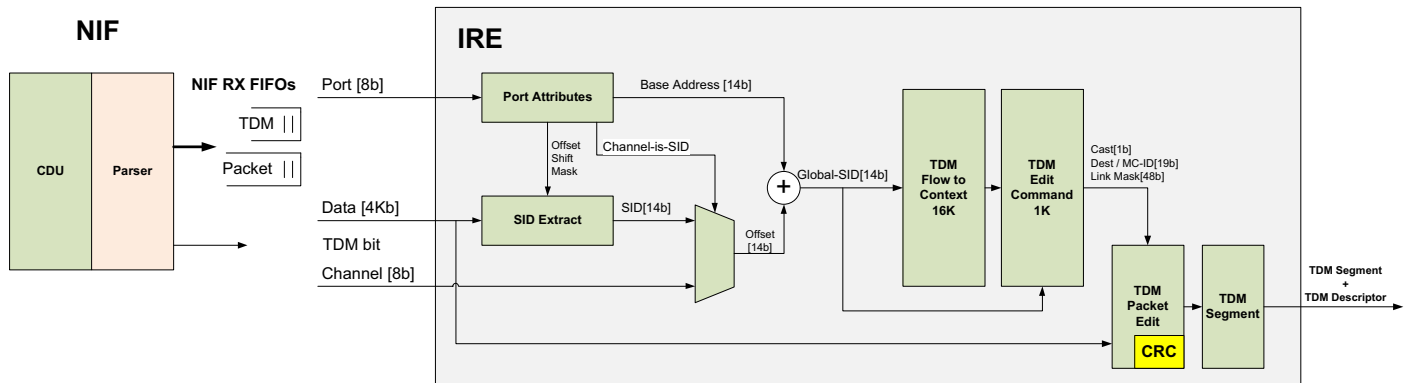 NIF
IRE
CDU
Parser
NIF RX FIFOs
TDM
Packet
Port [8b]
Data [4Kb]
TDM bit
Channel [8b]
Port Attributes
Base Address [14b]
Offset
Shift
Mask
Channel-is-SID
SID Extract
SID[14b]
Offset
[14b]
+
Global-SID[14b]
TDM
Flow to
Context
16K
TDM
Edit
Command
1K
Cast[1b]
Dest / MC-ID[19b]
Link Mask[48b]
TDM
Packet
Edit
CRC
TDM
Segment
TDM Segment
+
TDM Descriptor